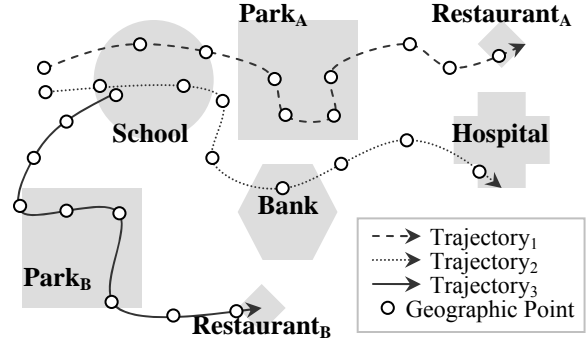 Park_A
Restaurant_A
School
Hospital
Bank
Park_B
Restaurant_B
Trajectory_1
Trajectory_2
Trajectory_3
Geographic Point